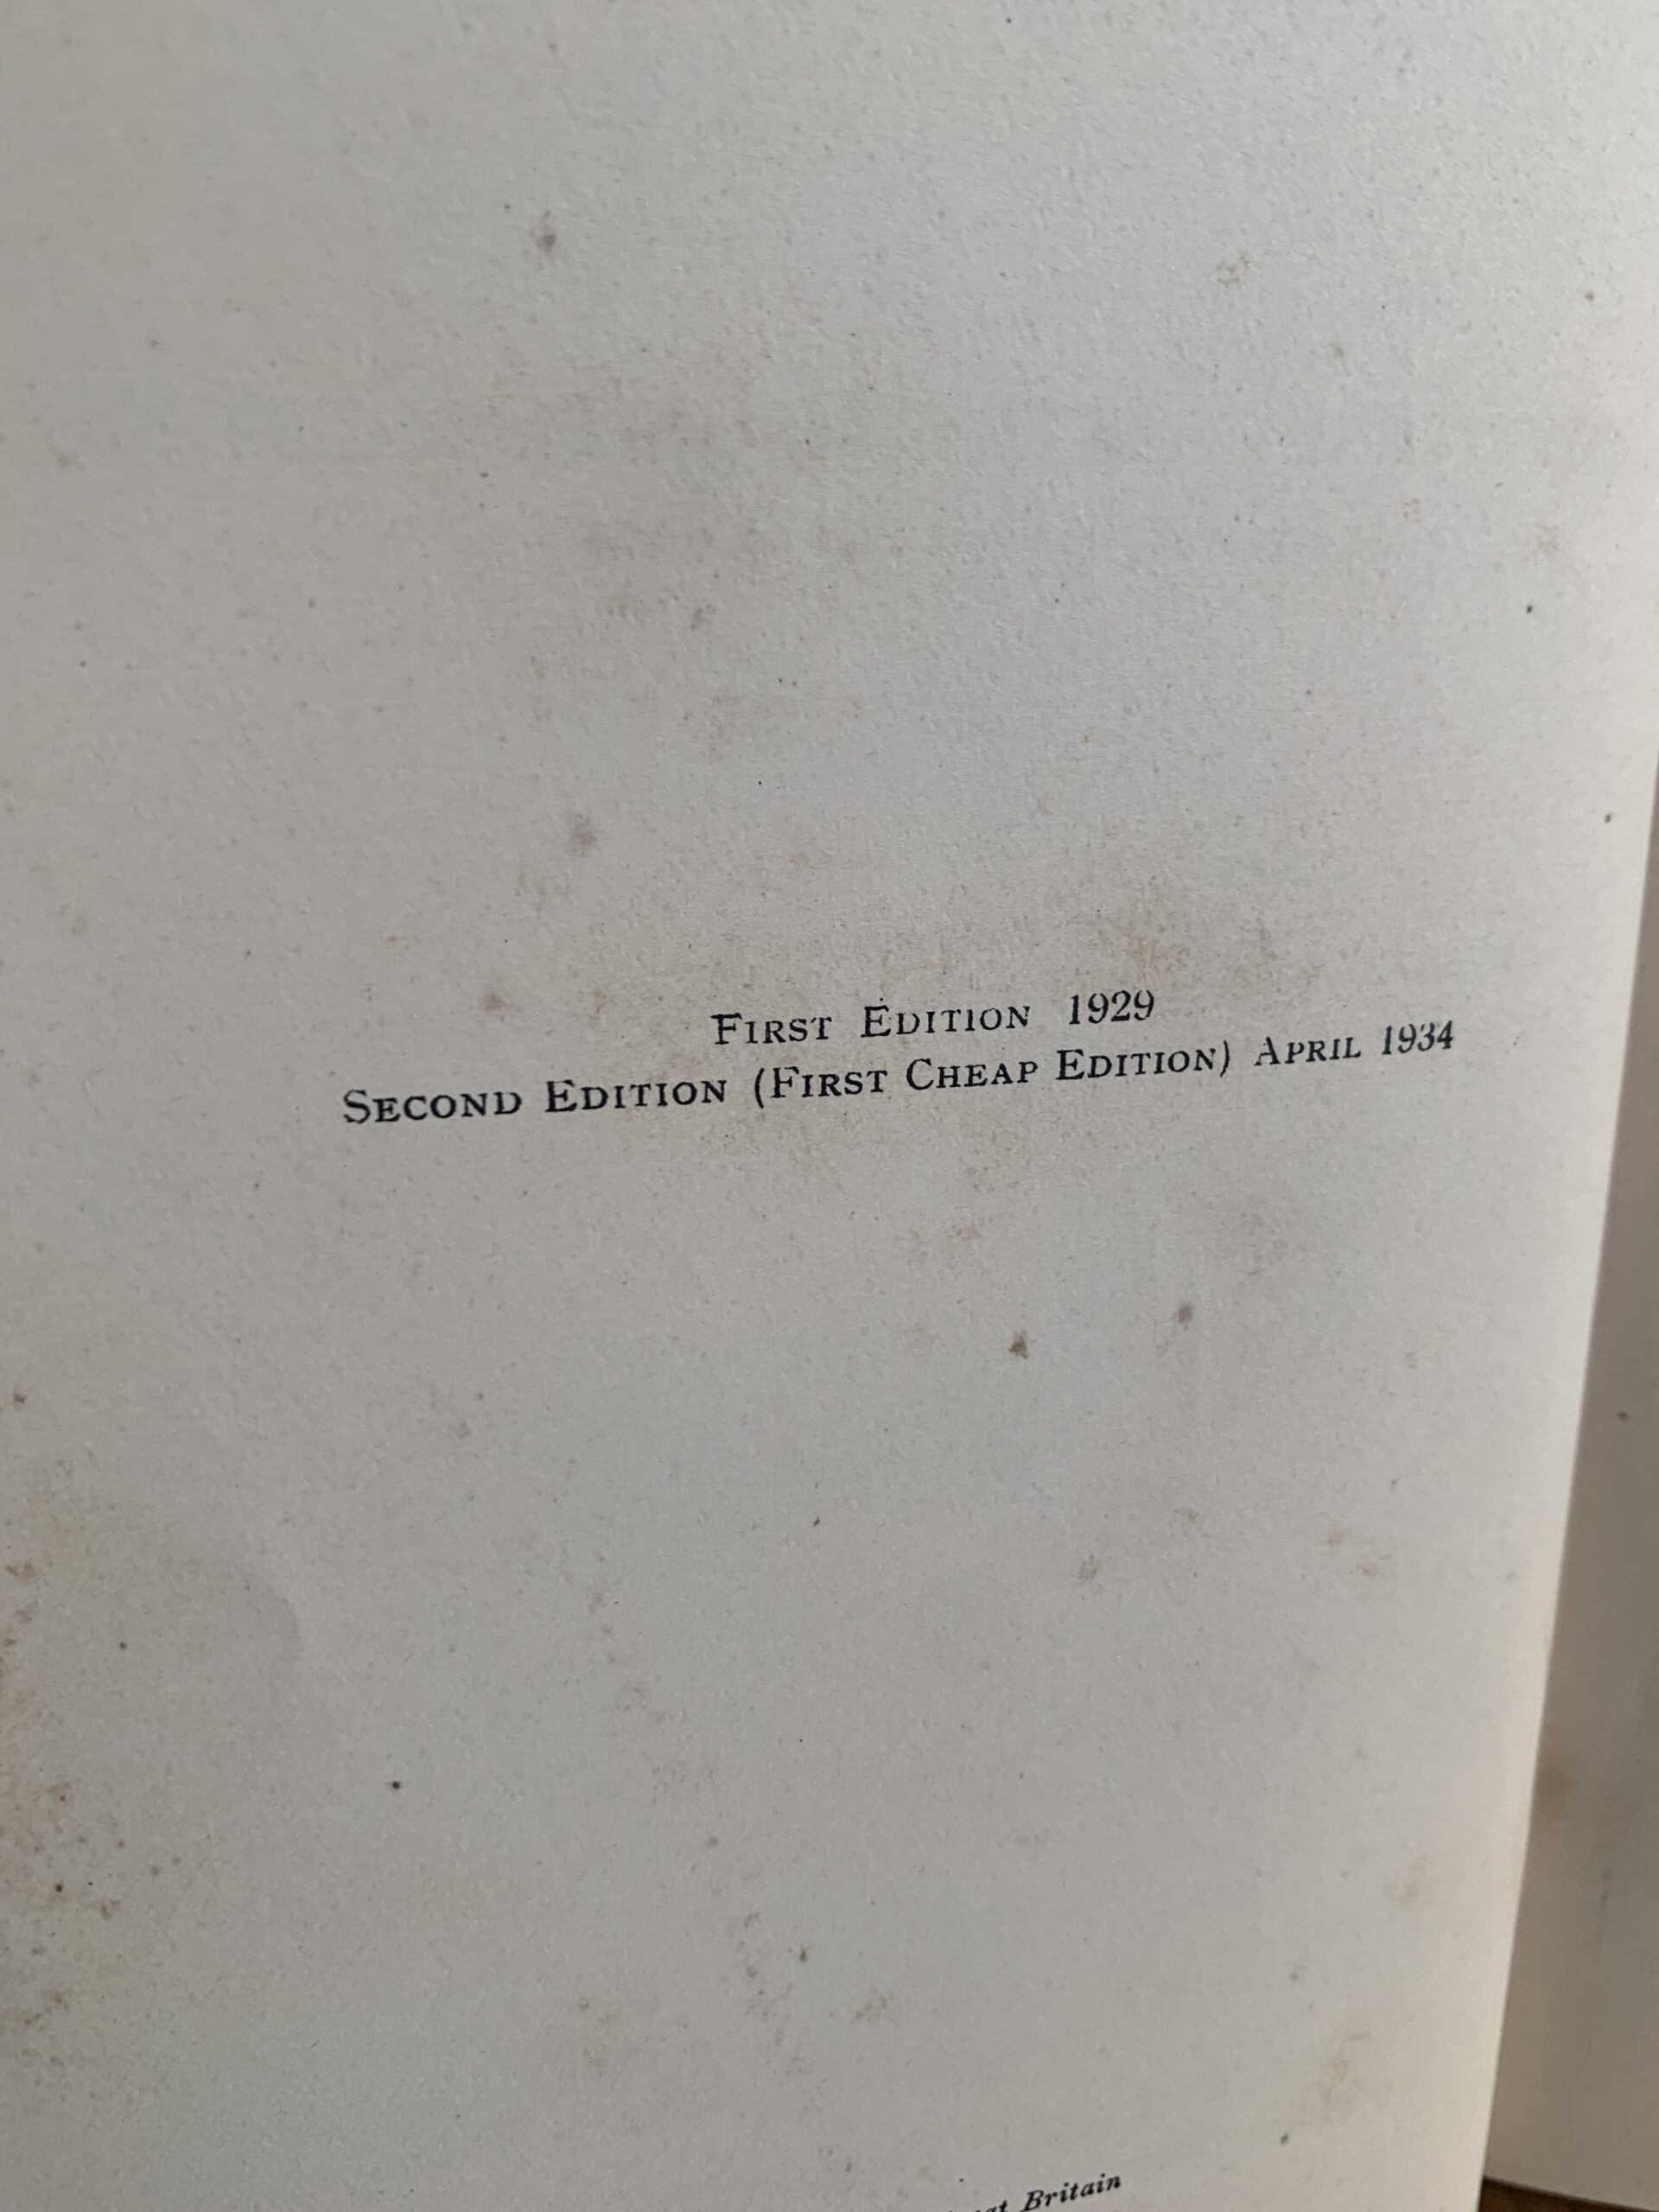 First Edition 1929
Second Edition (First Cheap Edition) April 1934
Britain